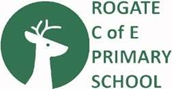 ROGATE
C of E
PRIMARY
SCHOOL